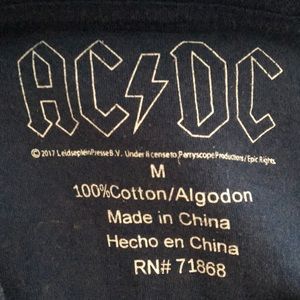 AC⚡DC
© 2017 Leidseplein Presse B.V. Under license to Perryscope Productions / Epic Rights.
M
100%Cotton/Algodon
Made in China
Hecho en China
RN# 71868